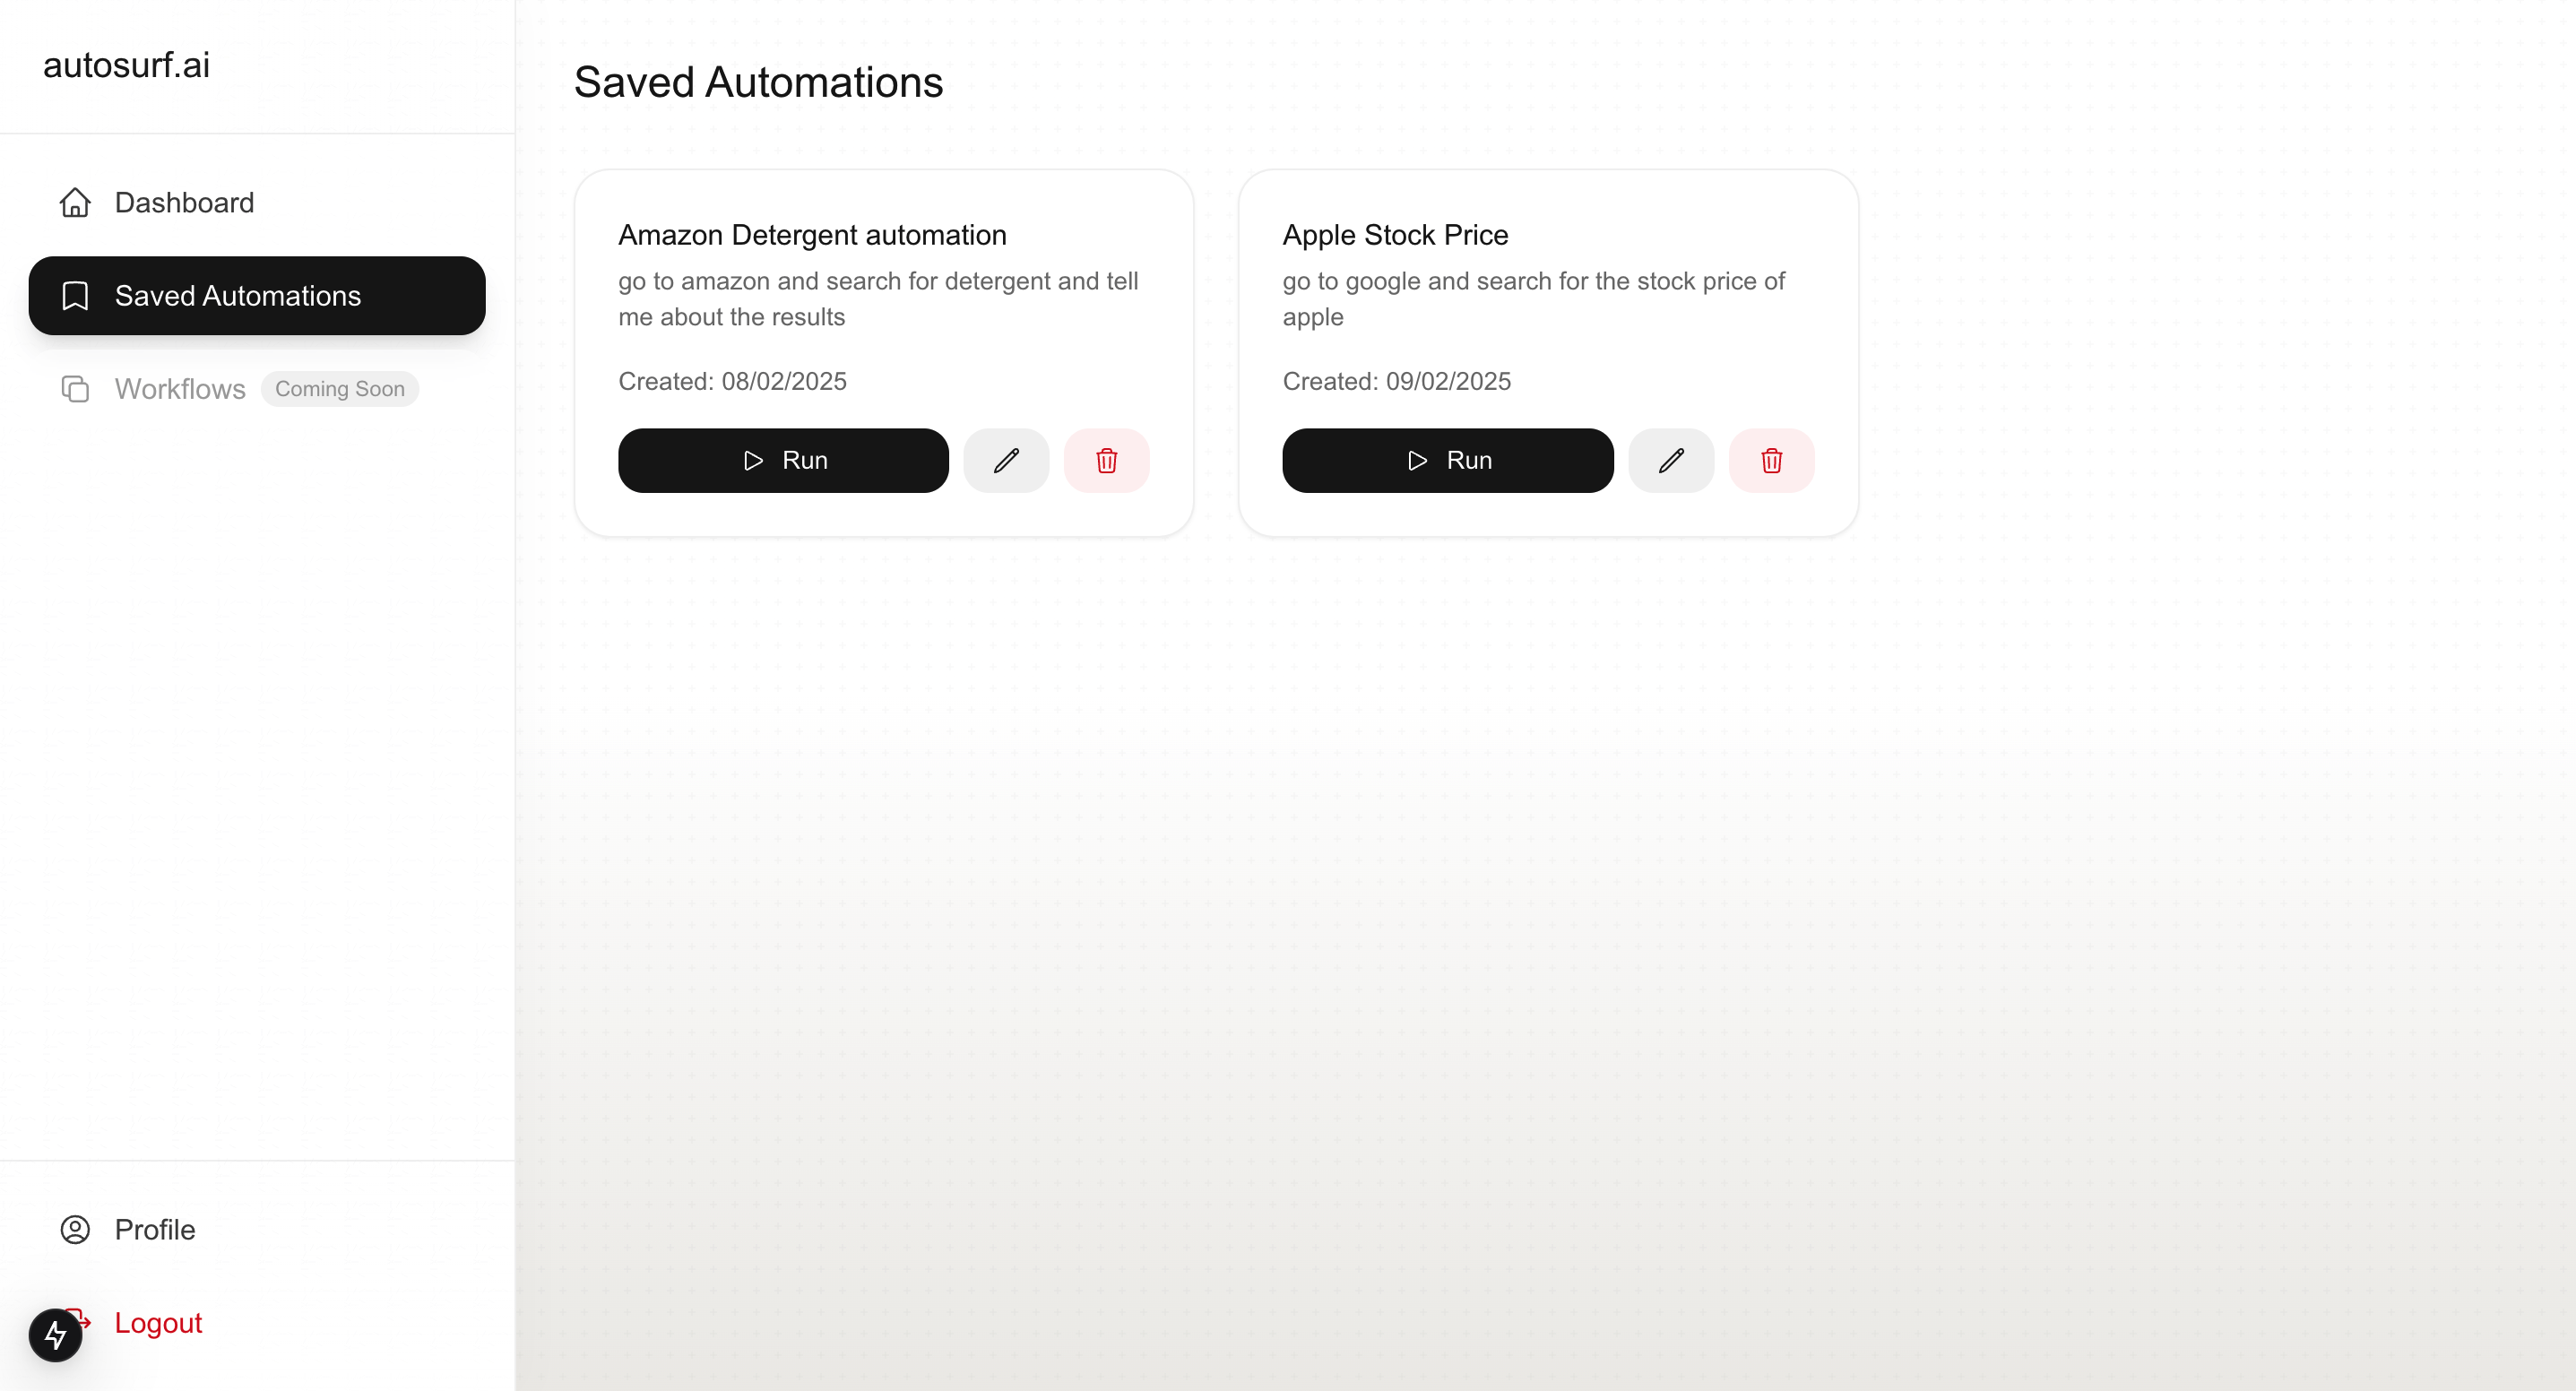 autosurf.ai
Dashboard
Saved Automations
Workflows Coming Soon
Profile
Logout
Saved Automations
Amazon Detergent automation
go to amazon and search for detergent and tell
me about the results
Created: 08/02/2025
Run
Apple Stock Price
go to google and search for the stock price of
apple
Created: 09/02/2025
Run